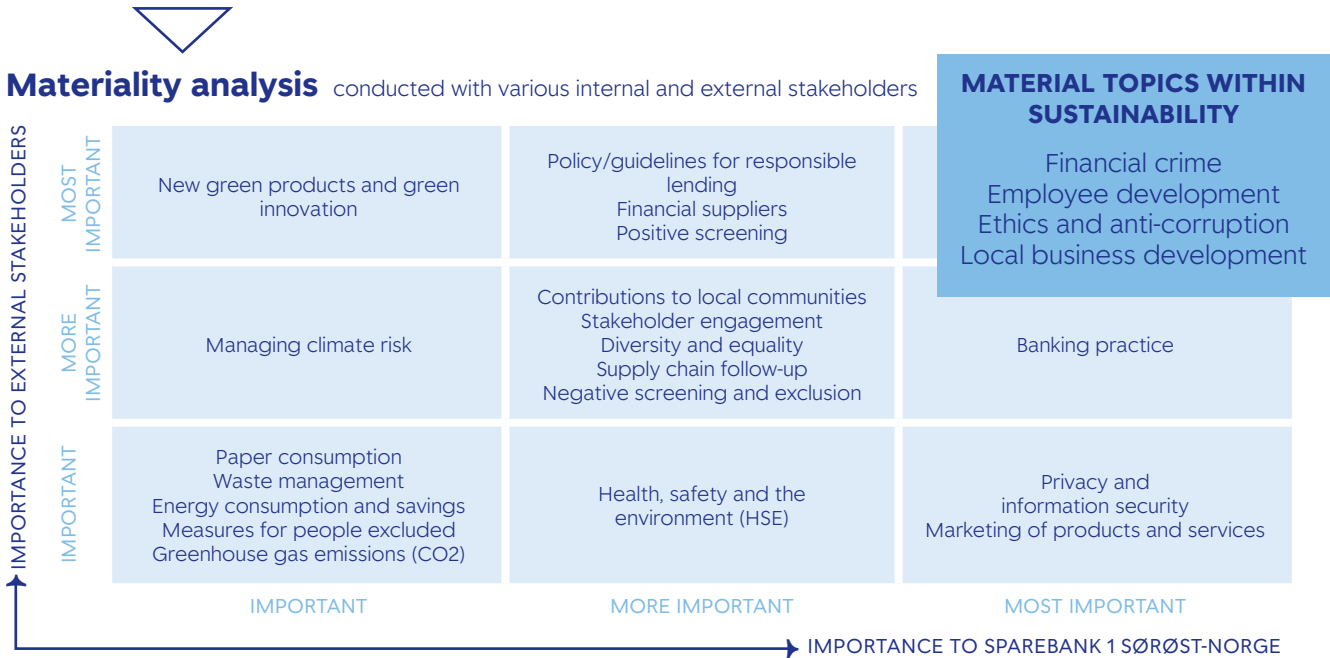 Materiality analysis conducted with various internal and external stakeholders
MATERIAL TOPICS WITHIN
SUSTAINABILITY
Financial crime
Employee development
Ethics and anti-corruption
Local business development
IMPORTANCE TO EXTERNAL STAKEHOLDERS
MOST
IMPORTANT
New green products and green
innovation
Policy/guidelines for responsible
lending
Financial suppliers
Positive screening
MORE
IMPORTANT
Managing climate risk
Contributions to local communities
Stakeholder engagement
Diversity and equality
Supply chain follow-up
Negative screening and exclusion
Banking practice
IMPORTANT
Paper consumption
Waste management
Energy consumption and savings
Measures for people excluded
Greenhouse gas emissions (CO2)
Health, safety and the
environment (HSE)
Privacy and
information security
Marketing of products and services
IMPORTANT
MORE IMPORTANT
MOST IMPORTANT
IMPORTANCE TO SPAREBANK 1 SØRØST-NORGE